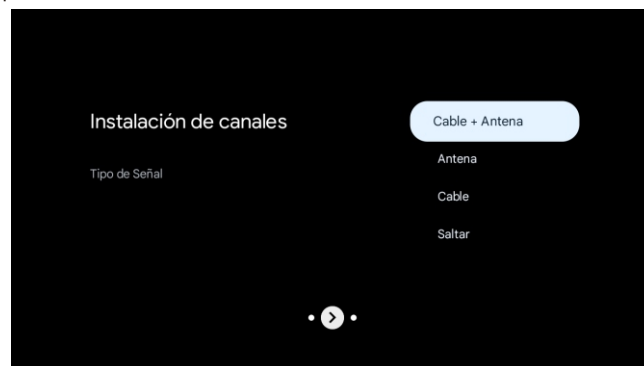 Instalación de canales
Tipo de Señal
Cable + Antena
Antena
Cable
Saltar